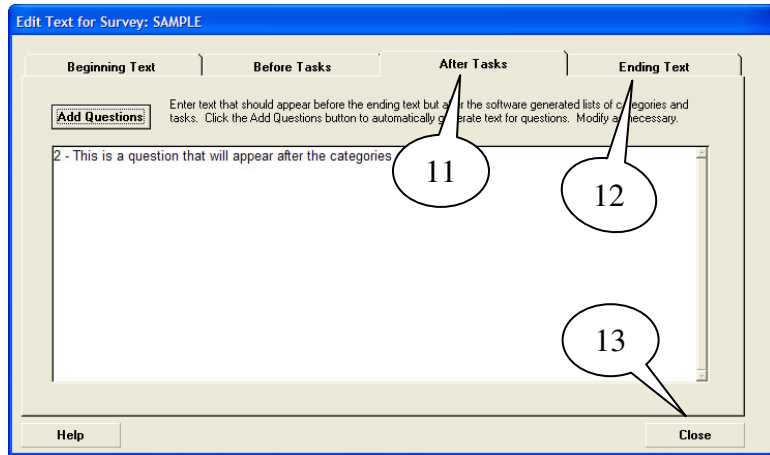 Edit Text for Survey: SAMPLE
Beginning Text Before Tasks After Tasks Ending Text
Add Questions
Enter text that should appear before the ending text but the software generated lists of categories and
tasks. Click the Add Questions button to automatically generate text for questions. Modify as necessary.
2 - This is a question that will appear after the categories
11
12
13
Help Close